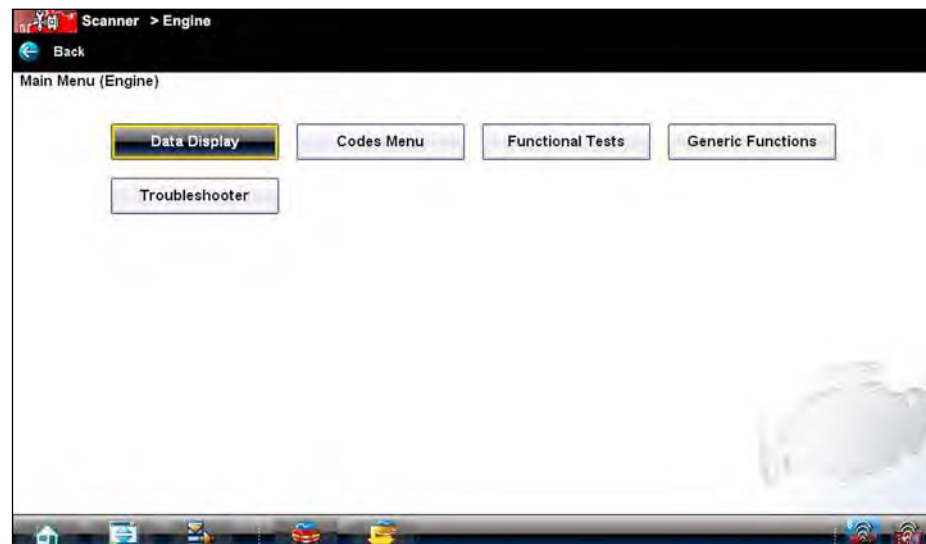 Scanner > Engine
Back
Main Menu (Engine)
Data Display Codes Menu Functional Tests Generic Functions
Troubleshooter